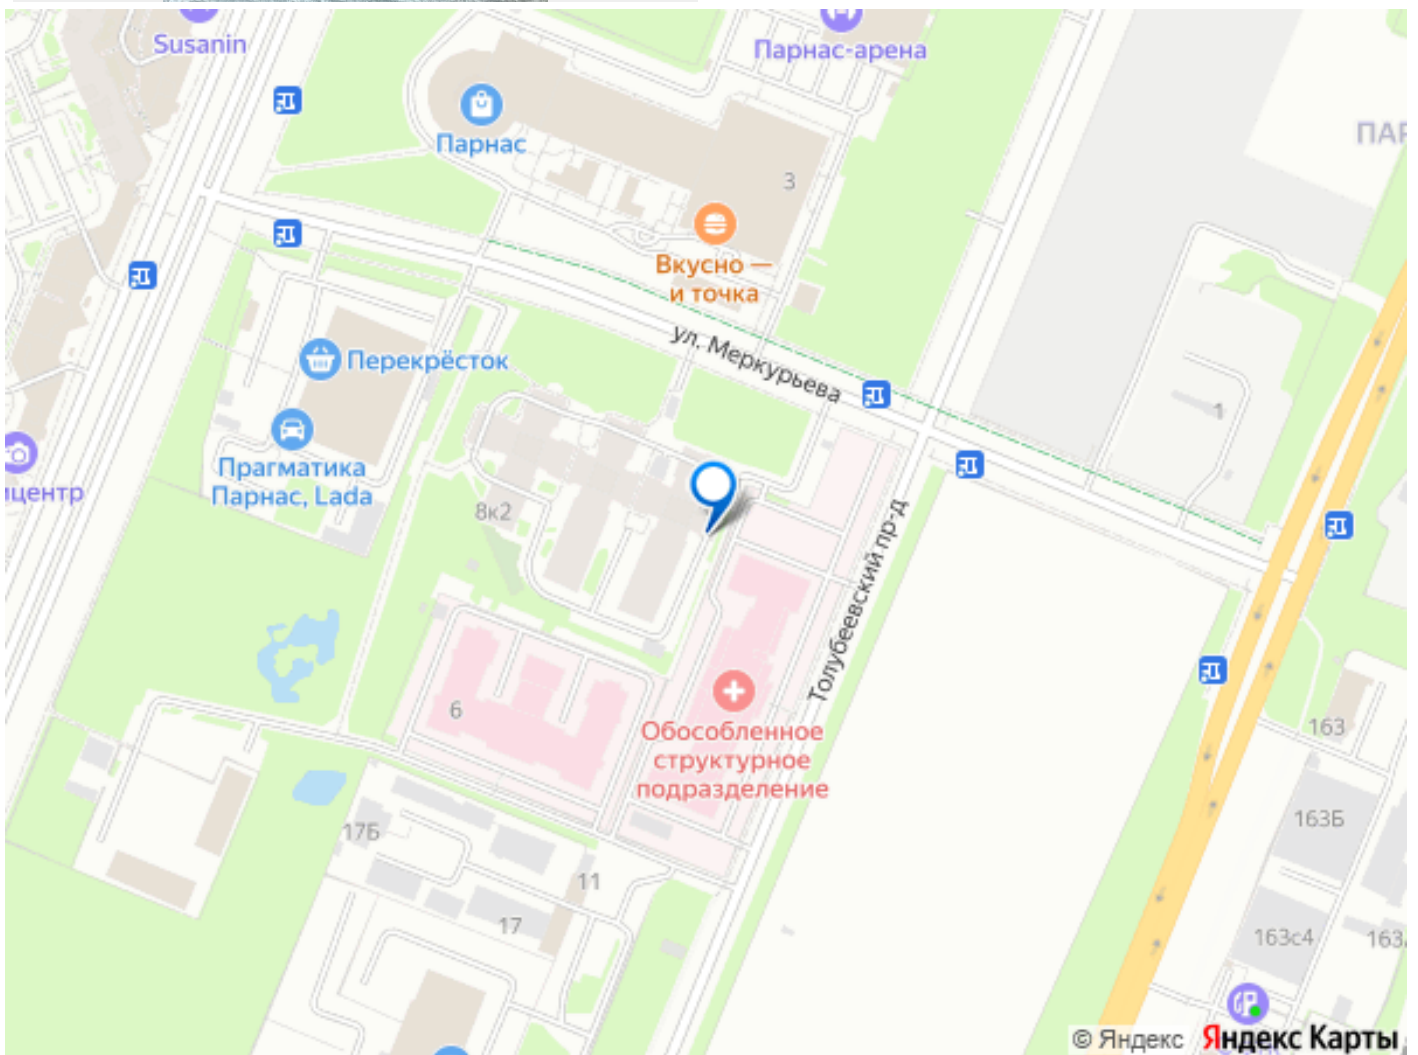 Susanin
Парнас-арена
Парнас
ПАР
3
Вкусно —
и точка
ул. Меркурьева
Перекрёсток
1
Прагматика
Парнас, Lada
центр
8к2
Толубеевский пр-д
6
Обособленное
структурное
подразделение
163
163Б
17Б
11
17
163с4
163
© Яндекс Яндекс Карты